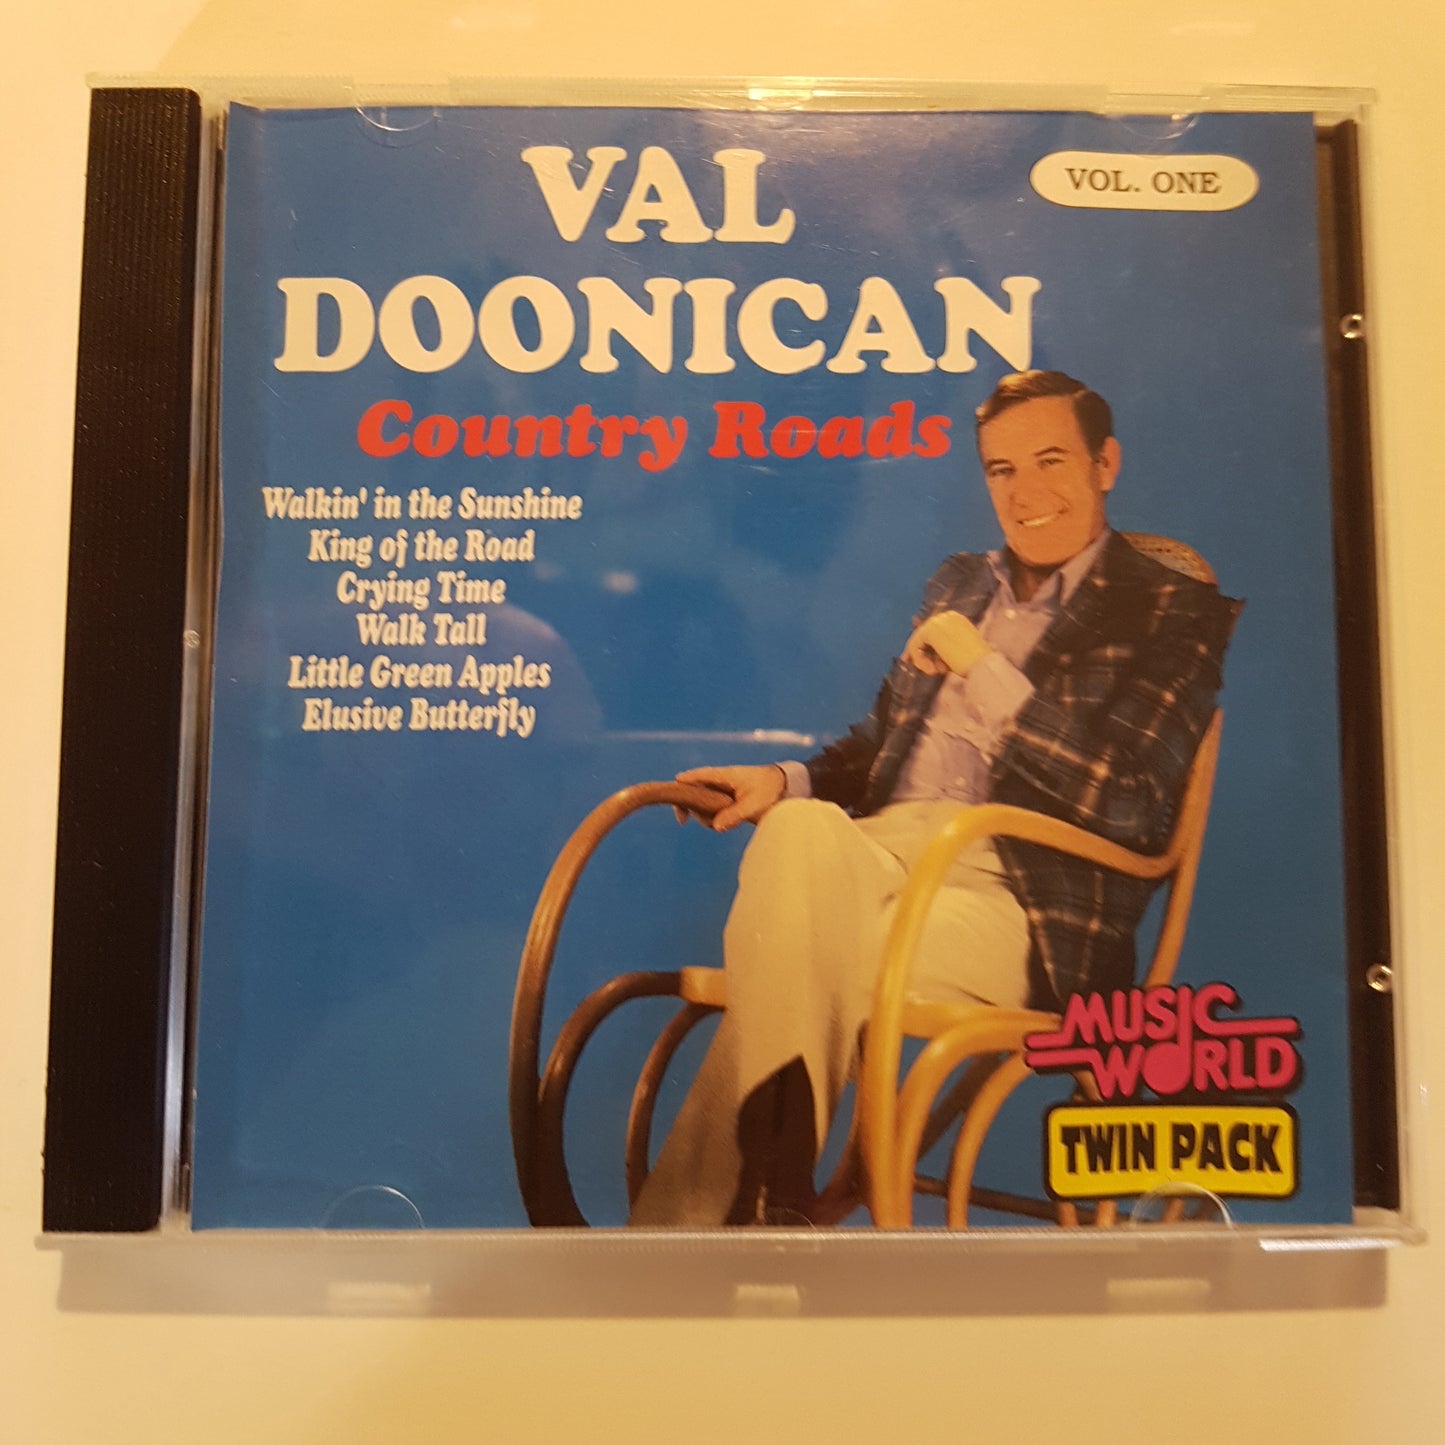 VAL
DOONICAN
VOL. ONE
Country Roads
Walkin' in the Sunshine
King of the Road
Crying Time
Walk Tall
Little Green Apples
Elusive Butterfly
MUSIC
WORLD
TWIN PACK